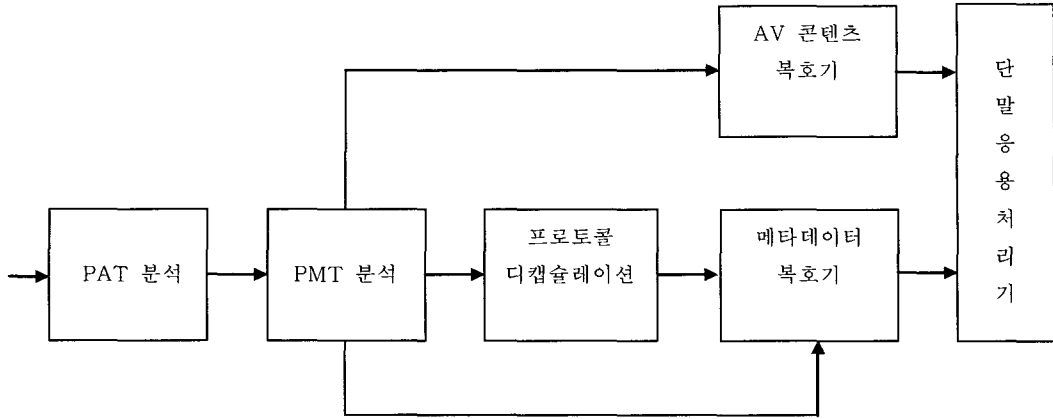 AV 콘텐츠
복호기
단
말
응
용
처
리
기
PAT 분석
PMT 분석
프로토콜
디캡슐레이션
메타데이터
복호기